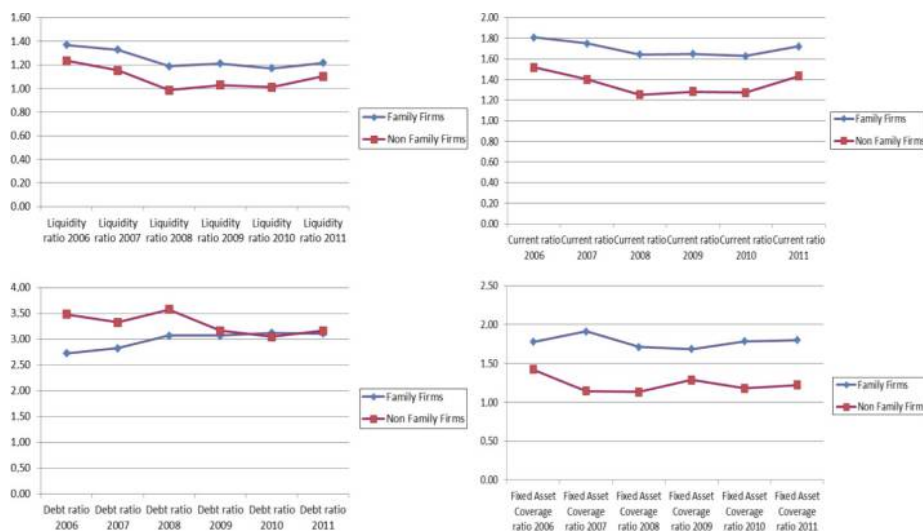 1.60
1.40
1.20
1.00
0.80
0.60
0.40
0.20
0.00
Liquidity Liquidity Liquidity Liquidity Liquidity Liquidity
ratio 2006 ratio 2007 ratio 2008 ratio 2009 ratio 2010 ratio 2011
Family Firms
Non Family Firms
2.00
1.80
1.60
1.40
1.20
1,00
0.80
0.60
0.40
0.20
0.00
Current ratio Current ratio Current ratio Current ratio Current ratio Current ratio
2006 2007 2008 2009 2010 2011
Family Firms
Non Family Firms
4.00
3.50
3.00
2.50
2.00
1.50
1.00
0,50
0.00
Debt ratio Debt ratio Debt ratio Debt ratio Debt ratio Debt ratio
2006 2007 2008 2009 2010 2011
Family Firms
Non Family Firms
2.50
2.00
1.50
1.00
0.50
0.00
Fixed Asset Fixed Asset Fixed Asset Fixed Asset Fixed Asset Fixed Asset
Coverage Coverage Coverage Coverage Coverage Coverage
ratio 2006 ratio 2007 ratio 2008 ratio 2009 ratio 2010 ratio 2011
Family Firms
Non Family Firms